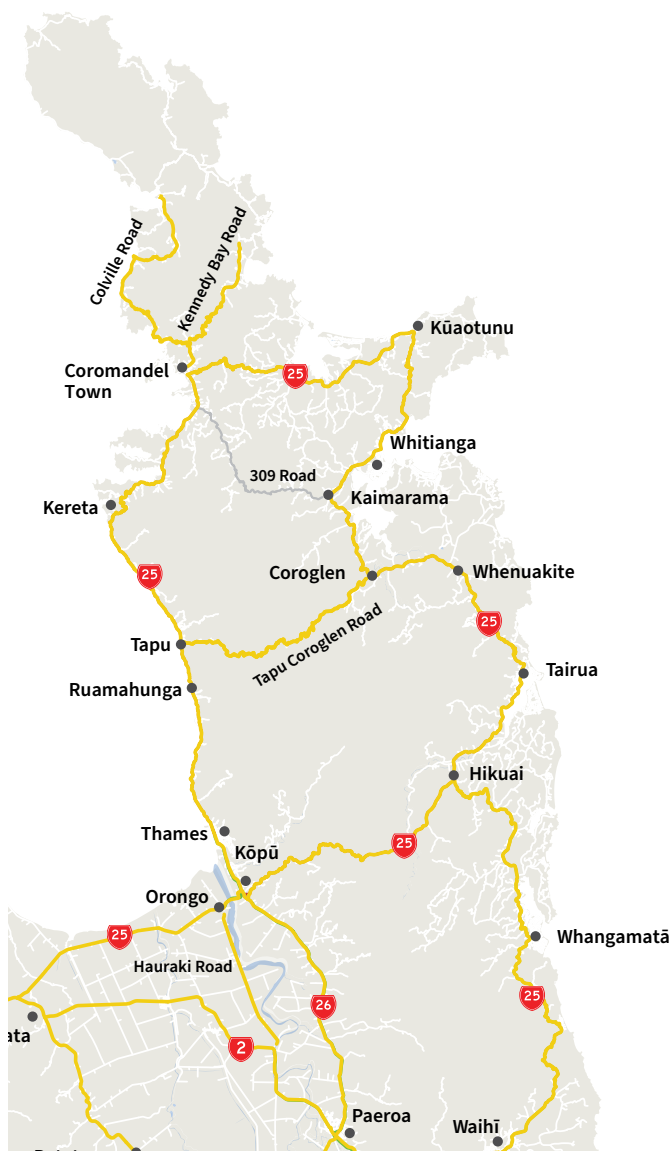 Colville Road
Kennedy Bay Road
Kūaotunu
Coromandel
Town
25
Whitianga
309 Road
Kaimarama
Kereta
25
Coroglen
Whenuakite
25
Tapu
Tapu Coroglen Road
Tairua
Ruamahunga
Hikuai
Thames
25
Kōpū
Orongo
25
Whangamatā
Hauraki Road
25
26
ata
2
Paeroa
Waihī